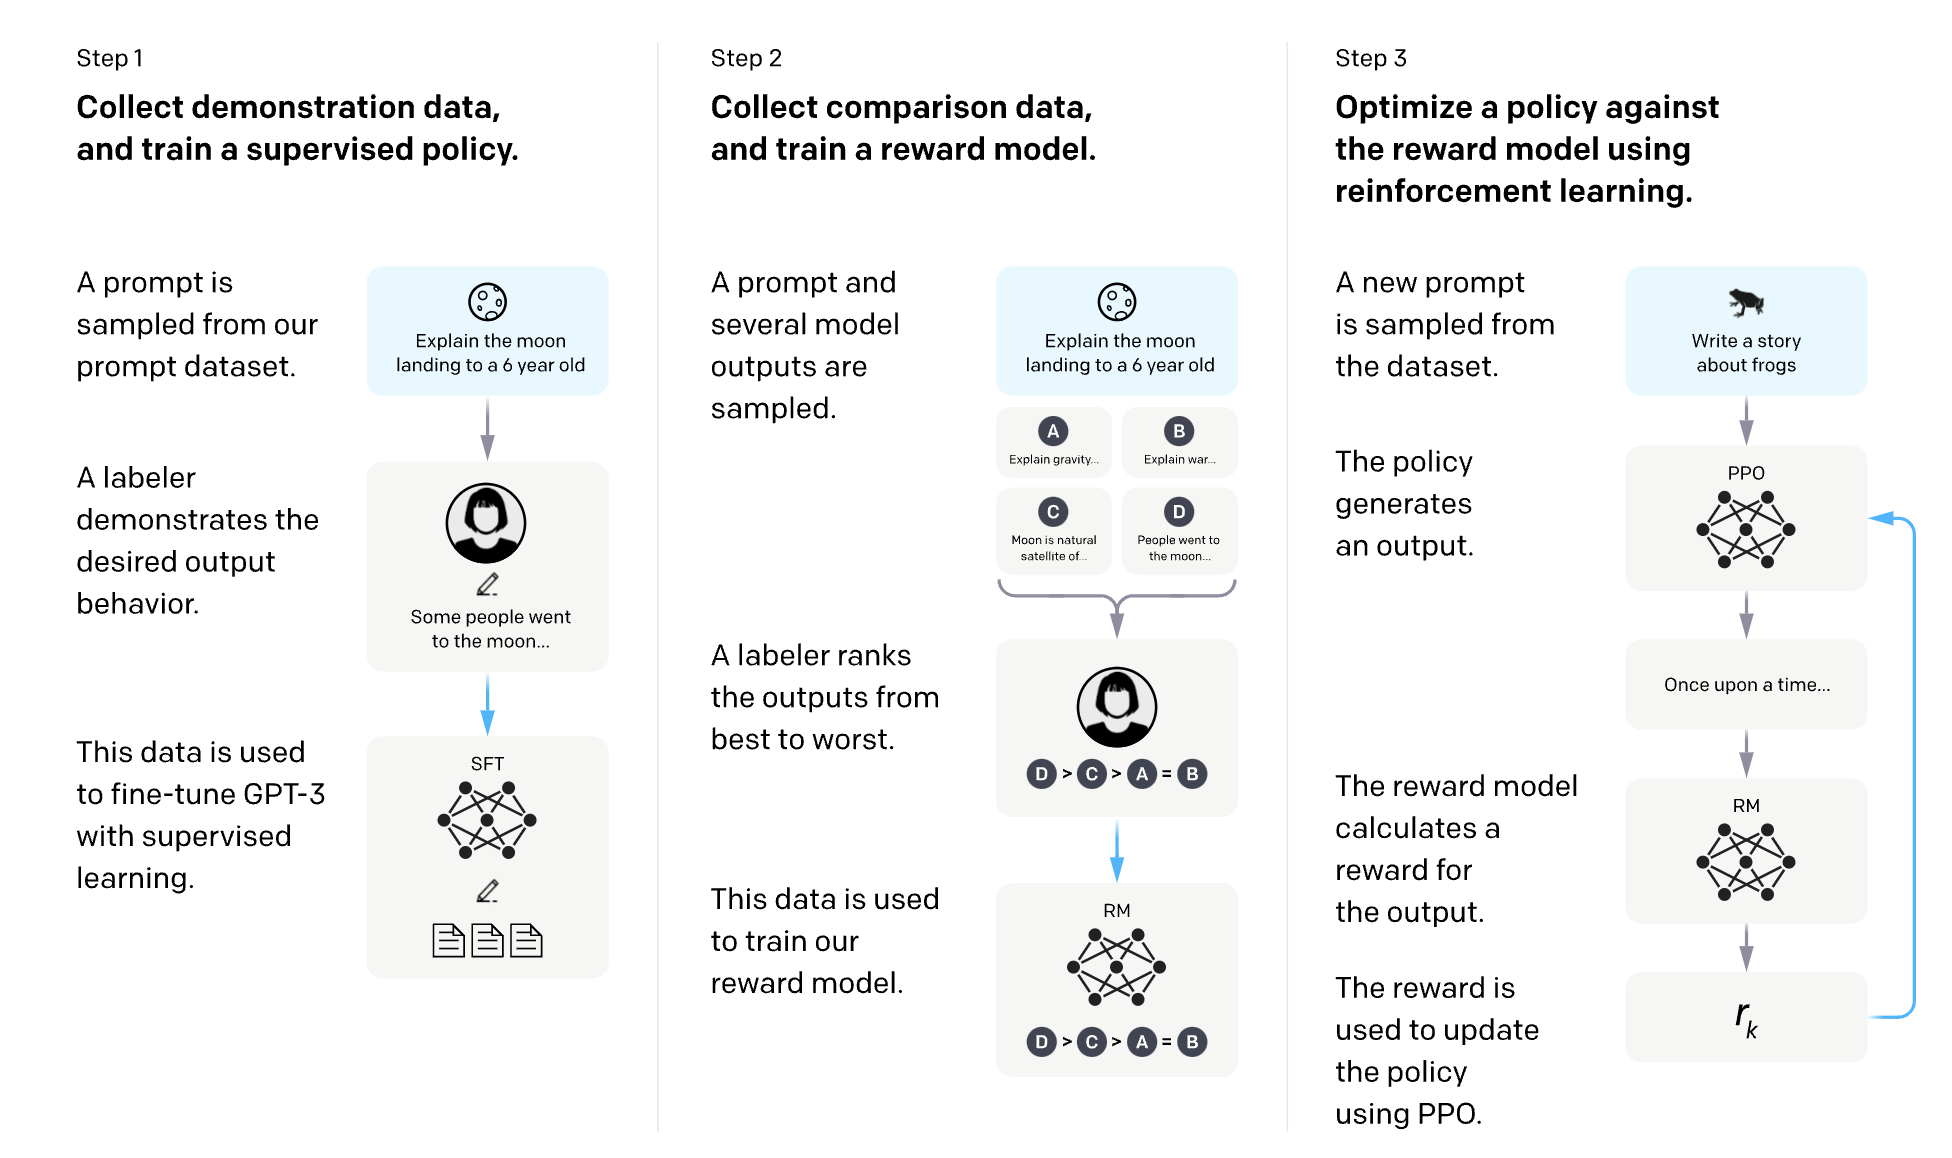 Step 1
Collect demonstration data,
and train a supervised policy.
A prompt is
sampled from our
prompt dataset.
Explain the moon
landing to a 6 year old
A labeler
demonstrates the
desired output
behavior.
Some people went
to the moon...
This data is used
to fine-tune GPT-3
with supervised
learning.
SFT
Step 2
Collect comparison data,
and train a reward model.
A prompt and
several model
outputs are
sampled.
Explain the moon
landing to a 6 year old
A
Explain gravity...
B
Explain war...
C
Moon is natural
satellite of...
D
People went to
the moon...
A labeler ranks
the outputs from
best to worst.
D > C > A = B
This data is used
to train our
reward model.
RM
D > C > A = B
Step 3
Optimize a policy against
the reward model using
reinforcement learning.
A new prompt
is sampled from
the dataset.
Write a story
about frogs
The policy
generates
an output.
PPO
Once upon a time...
The reward model
calculates a
reward for
the output.
RM
The reward is
used to update
the policy
using PPO.
r_k